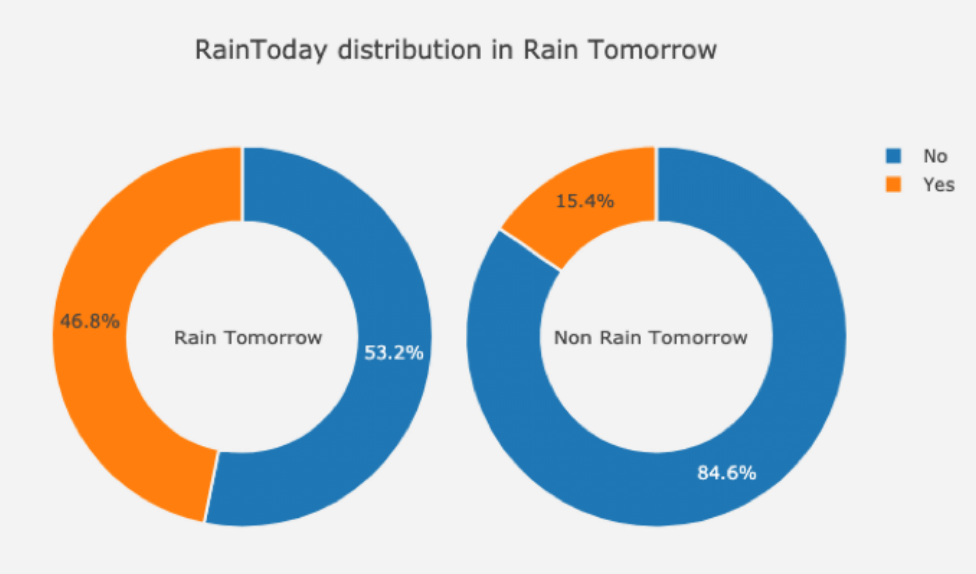 RainToday distribution in Rain Tomorrow
No
Yes
15.4%
46.8%
Rain Tomorrow
53.2%
Non Rain Tomorrow
84.6%